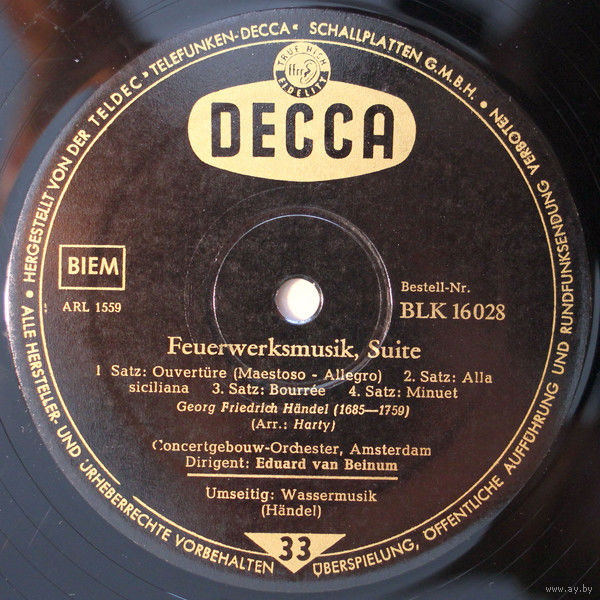 HERGESTELLT VON DER TELDEC • TELEFUNKEN-DECCA • SCHALLPLATTEN G.M.B.H. •
ALLE HERSTELLER- UND URHEBERRECHTE VORBEHALTEN
ÜBERSPIELUNG, ÖFFENTLICHE AUFFÜHRUNG UND RUNDFUNKSENDUNG VERBOTEN
TRUE HIGH
ffrr
FIDELITY
DECCA
BIEM
ARL 1559
Bestell-Nr.
BLK 16028
Feuerwerksmusik, Suite
1 Satz: Ouvertüre (Maestoso - Allegro) 2. Satz: Alla
siciliana 3. Satz: Bourrée 4. Satz: Minuet
Georg Friedrich Händel (1685—1759)
(Arr.: Harty)
Concertgebouw-Orchester, Amsterdam
Dirigent: Eduard van Beinum
Umseitig: Wassermusik
(Händel)
33
www.ay.by